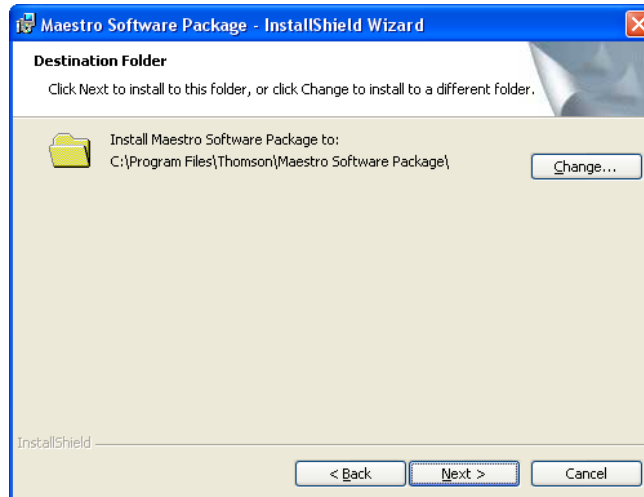 Maestro Software Package - InstallShield Wizard
Destination Folder
Click Next to install to this folder, or click Change to install to a different folder.
Install Maestro Software Package to:
C:\Program Files\Thomson\Maestro Software Package\
Change...
InstallShield
< Back
Next >
Cancel